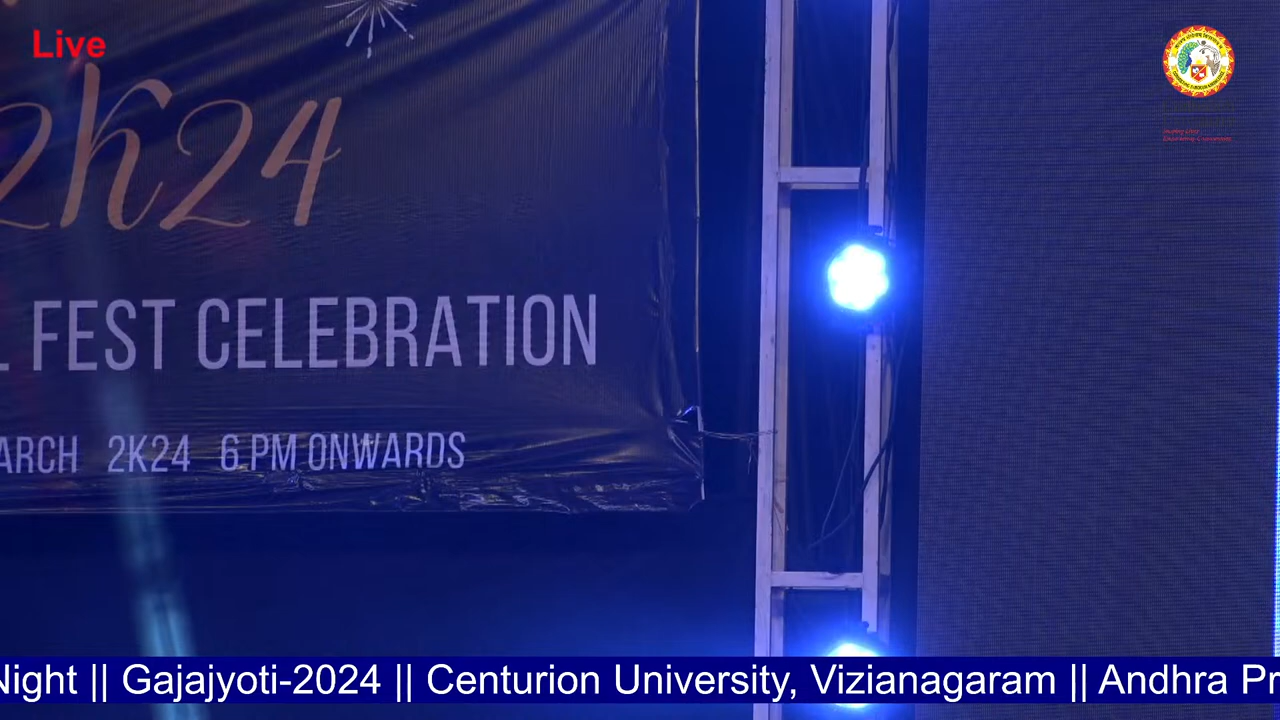 Live
2k24
L FEST CELEBRATION
ARCH 2K24 6 PM ONWARDS
Night || Gajajyoti-2024 || Centurion University, Vizianagaram || Andhra Pr